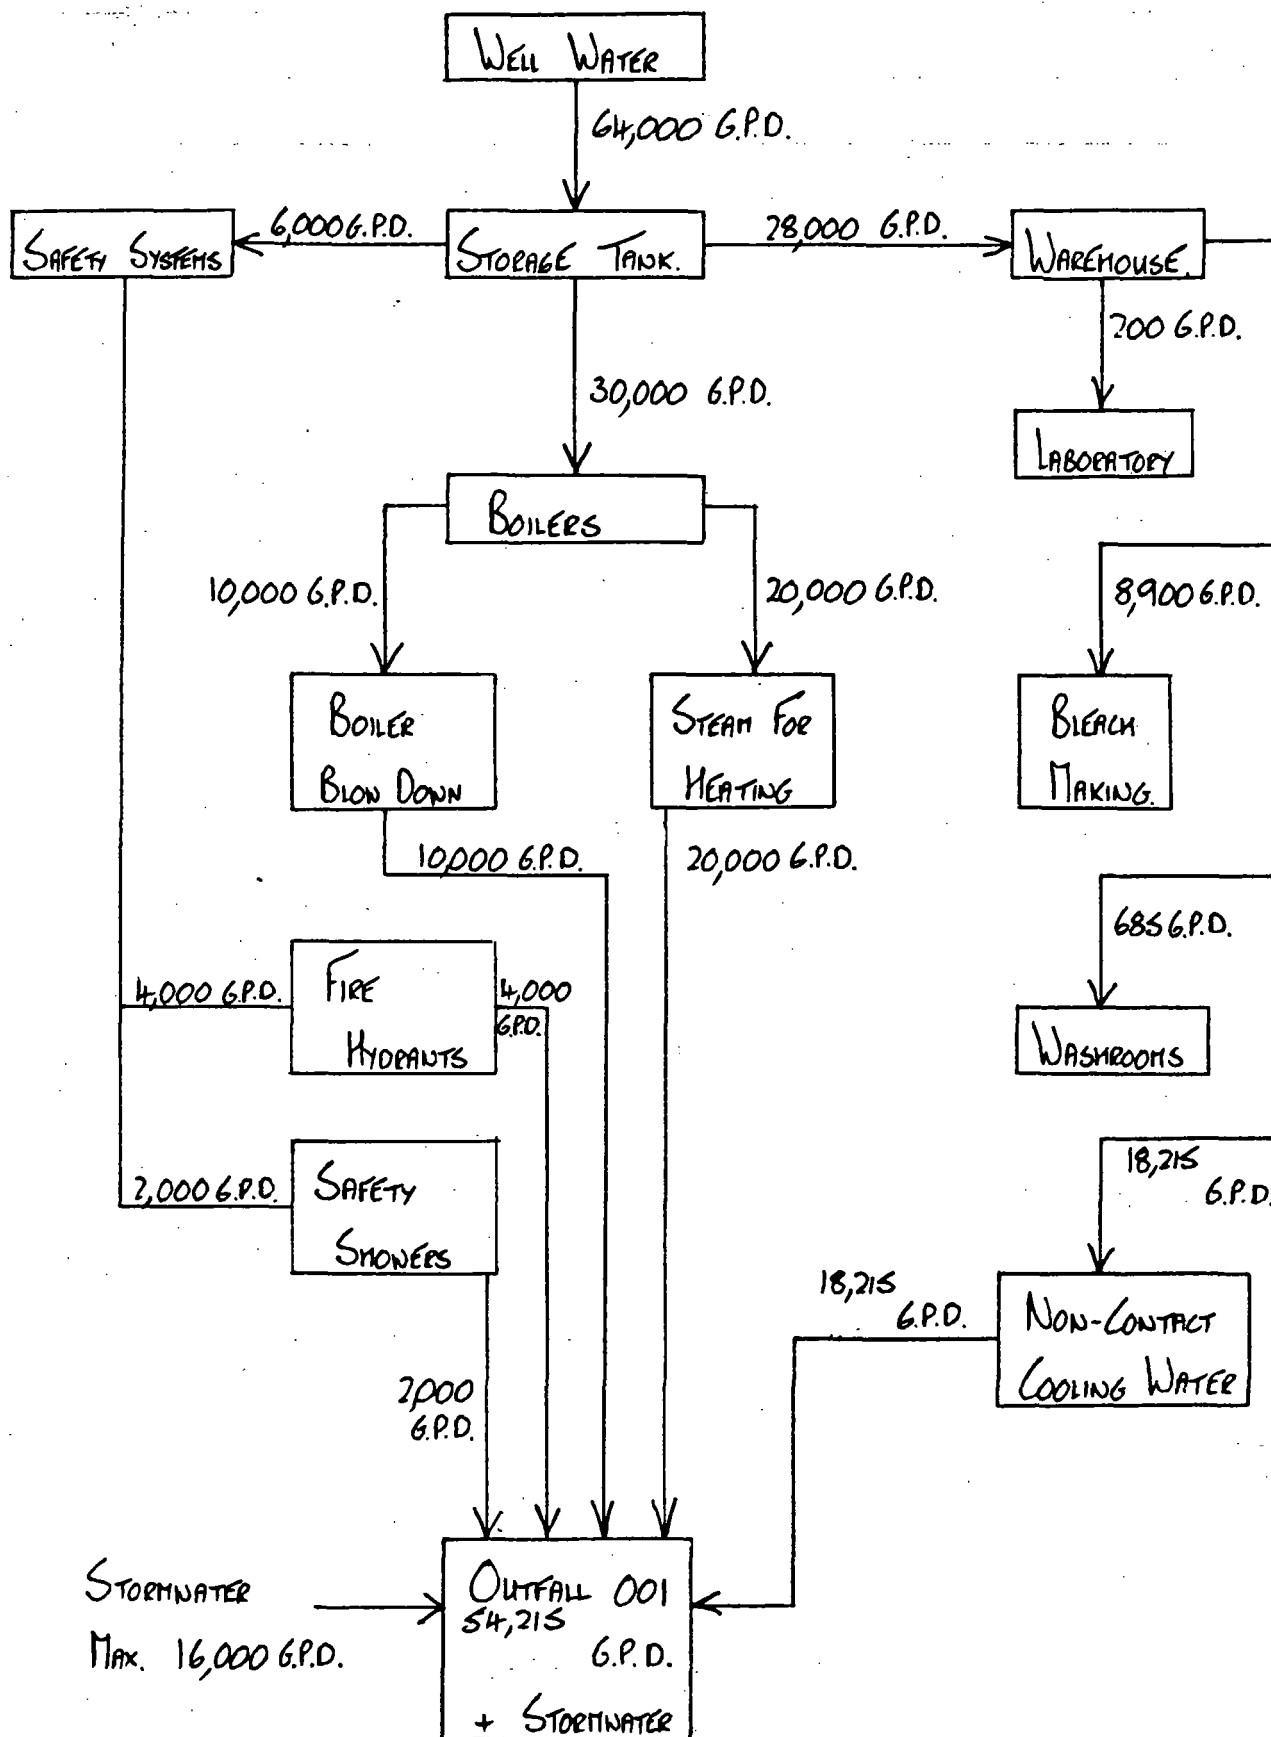 WELL WATER
64,000 G.P.D.
6,000 G.P.D.
28,000 G.P.D.
SAFETY SYSTEMS
STORAGE TANK.
WAREHOUSE.
200 G.P.D.
30,000 G.P.D.
LABORATORY
BOILERS
10,000 G.P.D.
20,000 G.P.D.
8,900 G.P.D.
BOILER
BLOW DOWN
STEAM FOR
HEATING
BLEACH
MAKING.
10,000 G.P.D.
20,000 G.P.D.
685 G.P.D.
4,000 G.P.D.
FIRE
HYDRANTS
4,000
G.P.D.
WASHROOMS
2,000 G.P.D.
SAFETY
SHOWERS
18,215
G.P.D.
18,215
G.P.D.
NON-CONTACT
COOLING WATER
2,000
G.P.D.
STORMWATER
MAX. 16,000 G.P.D.
OUTFALL 001
54,215
G.P.D.
+ STORMWATER